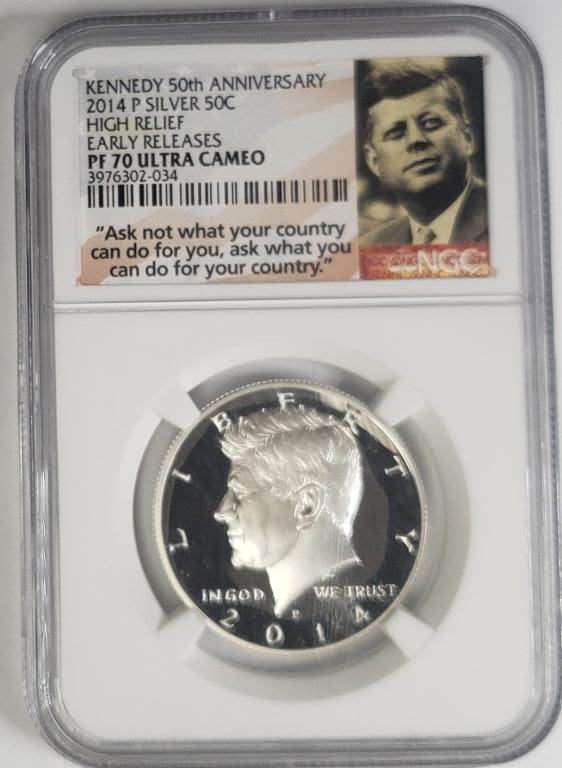 KENNEDY 50th ANNIVERSARY
2014 P SILVER 50C
HIGH RELIEF
EARLY RELEASES
PF 70 ULTRA CAMEO
3976302-034
"Ask not what your country
can do for you, ask what you
can do for your country."
NGC
LIBERTY
IN GOD WE TRUST
P
2014